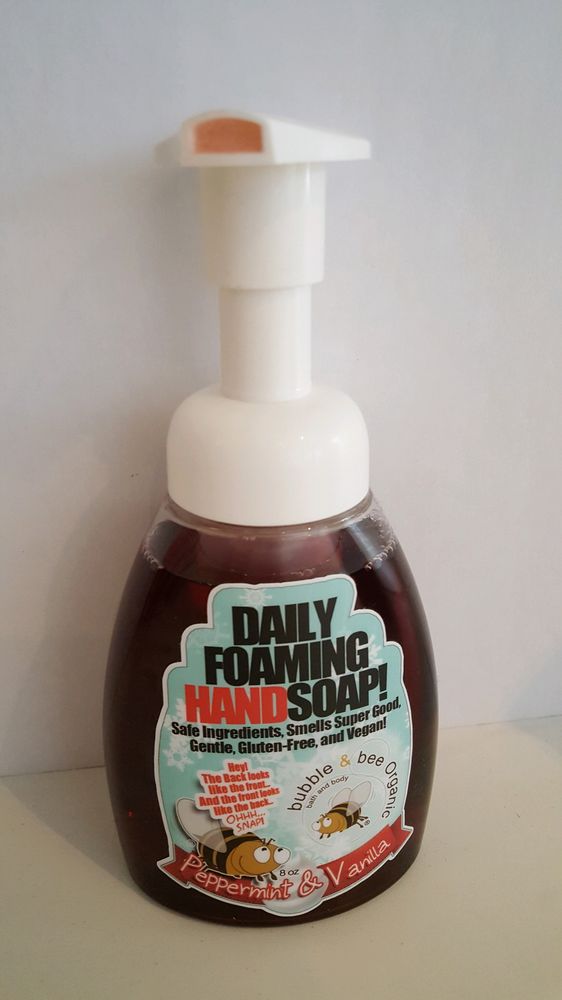 DAILY
FOAMING
HANDSOAP!
Safe Ingredients, Smells Super Good,
Gentle, Gluten-Free, and Vegan!
Hey!
The Back looks
like the front..
And the front looks
like the back..
OHHH...
SNAP!
bubble & bee Organic
bath and body
®
8 oz
Peppermint & Vanilla